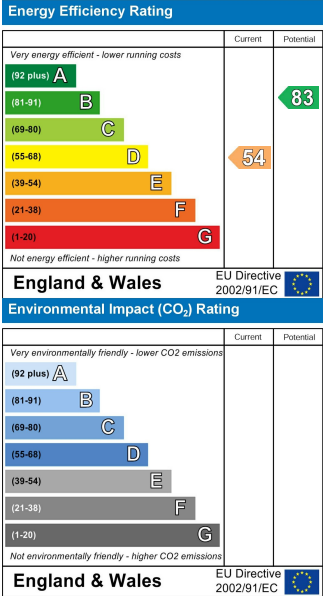 Energy Efficiency Rating
Current Potential
Very energy efficient - lower running costs
(92 plus) A
(81-91) B
83
(69-80) C
(55-68) D
54
(39-54) E
(21-38) F
(1-20) G
Not energy efficient - higher running costs
England & Wales
EU Directive
2002/91/EC
Environmental Impact (CO₂) Rating
Current Potential
Very environmentally friendly - lower CO2 emissions
(92 plus) A
(81-91) B
(69-80) C
(55-68) D
(39-54) E
(21-38) F
(1-20) G
Not environmentally friendly - higher CO2 emissions
England & Wales
EU Directive
2002/91/EC